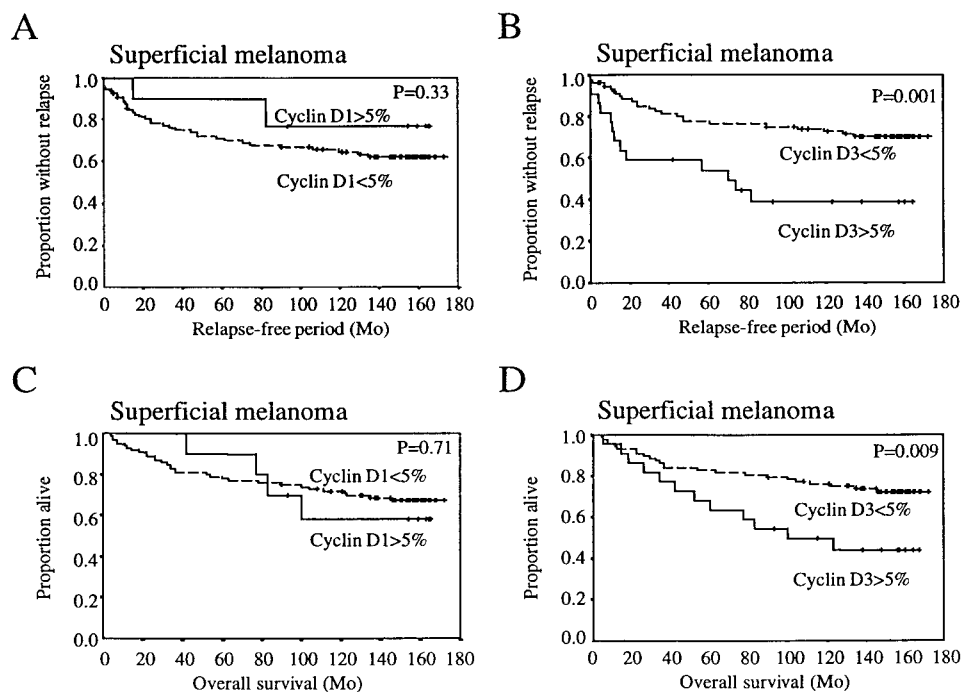 A
Superficial melanoma
P=0.33
Cyclin D1>5%
Cyclin D1<5%
Proportion without relapse
1.0
0.8
0.6
0.4
0.2
0.0
0 20 40 60 80 100 120 140 160 180
Relapse-free period (Mo)
B
Superficial melanoma
P=0.001
Cyclin D3<5%
Cyclin D3>5%
Proportion without relapse
1.0
0.8
0.6
0.4
0.2
0.0
0 20 40 60 80 100 120 140 160 180
Relapse-free period (Mo)
C
Superficial melanoma
P=0.71
Cyclin D1<5%
Cyclin D1>5%
Proportion alive
1.0
0.8
0.6
0.4
0.2
0.0
0 20 40 60 80 100 120 140 160 180
Overall survival (Mo)
D
Superficial melanoma
P=0.009
Cyclin D3<5%
Cyclin D3>5%
Proportion alive
1.0
0.8
0.6
0.4
0.2
0.0
0 20 40 60 80 100 120 140 160 180
Overall survival (Mo)